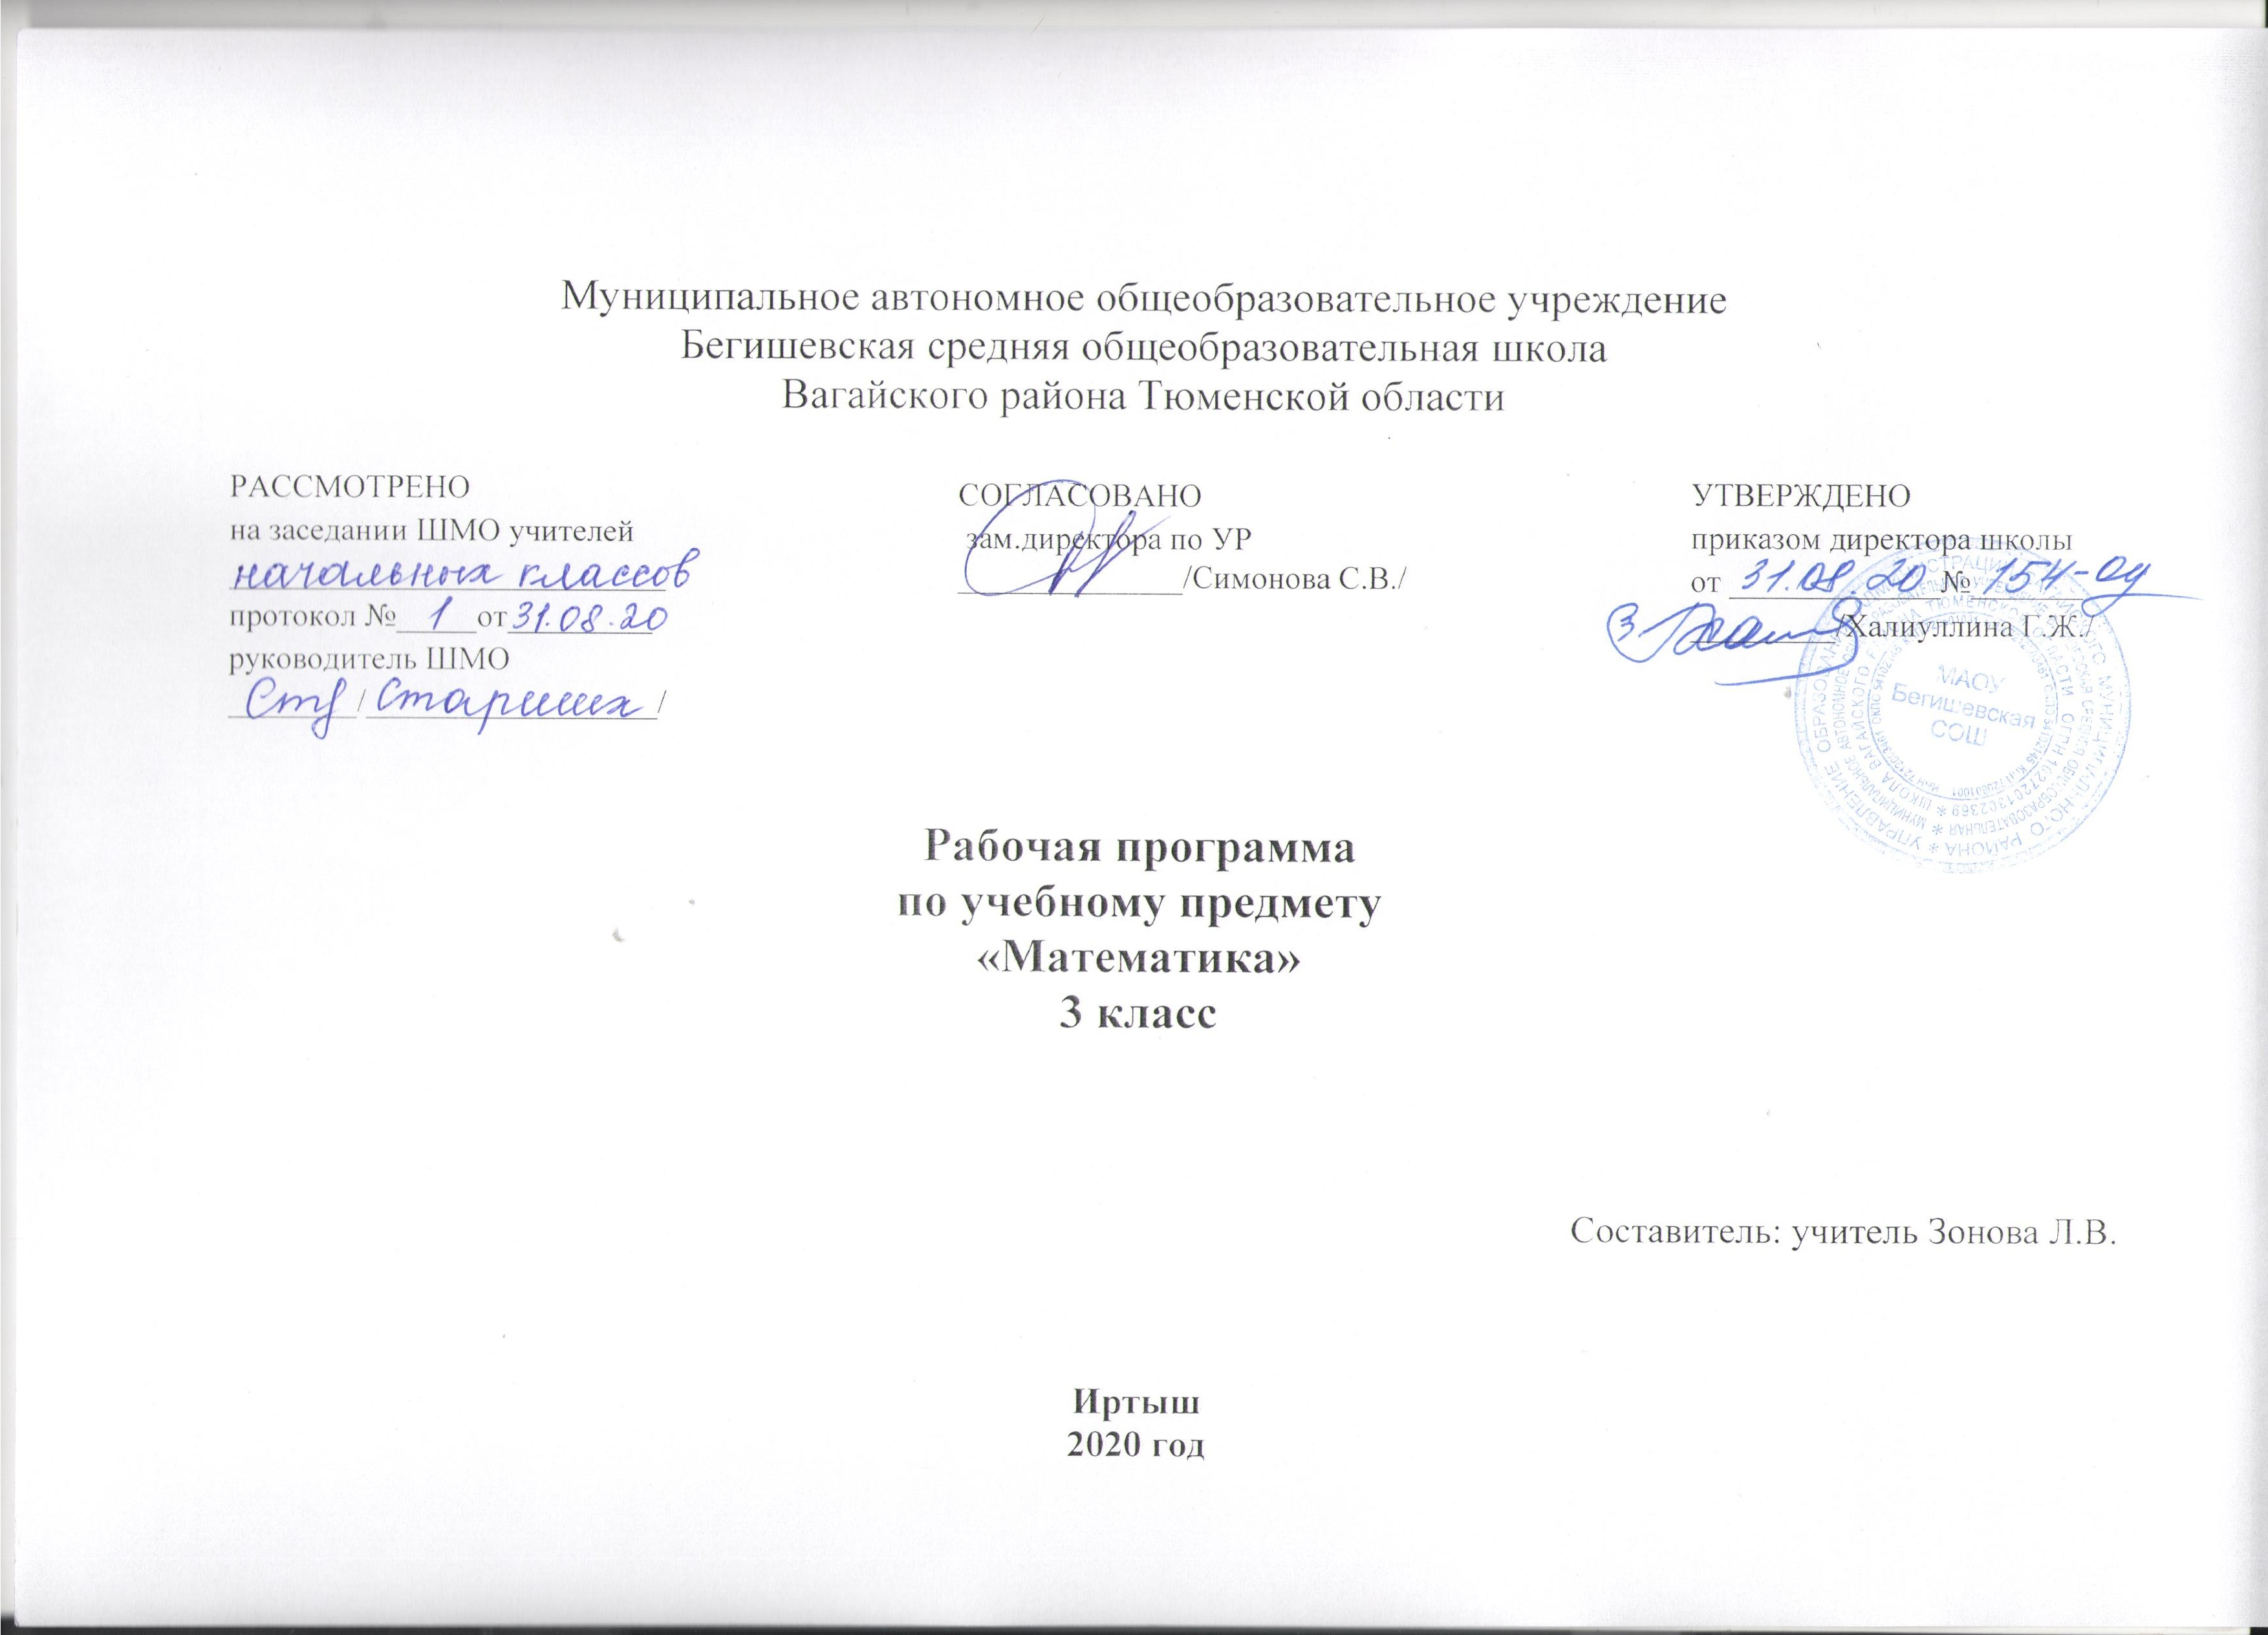 Муниципальное автономное общеобразовательное учреждение
Бегишевская средняя общеобразовательная школа
Вагайского района Тюменской области
РАССМОТРЕНО
на заседании ШМО учителей
начальных классов
протокол № 1 от 31.08.20
руководитель ШМО
/ Стариших /
СОГЛАСОВАНО
зам.директора по УР
/Симонова С.В./
УТВЕРЖДЕНО
приказом директора школы
от 31.08.20 № 154-оу
/Халиуллина Г.Ж./
МАОУ
Бегишевская
СОШ
Рабочая программа
по учебному предмету
«Математика»
3 класс
Составитель: учитель Зонова Л.В.
Иртыш
2020 год